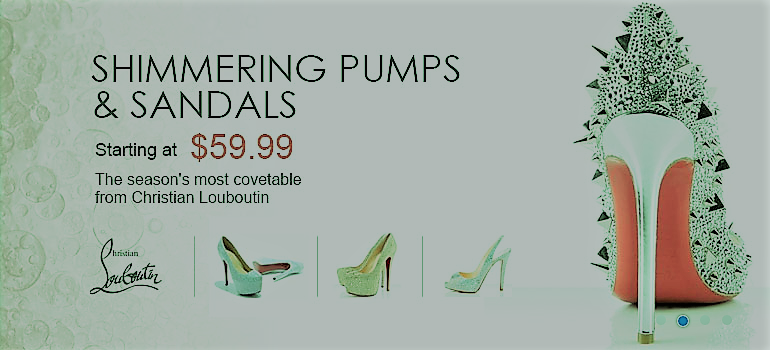 SHIMMERING PUMPS
& SANDALS
Starting at $59.99
The season's most covetable
from Christian Louboutin
Christian
Louboutin